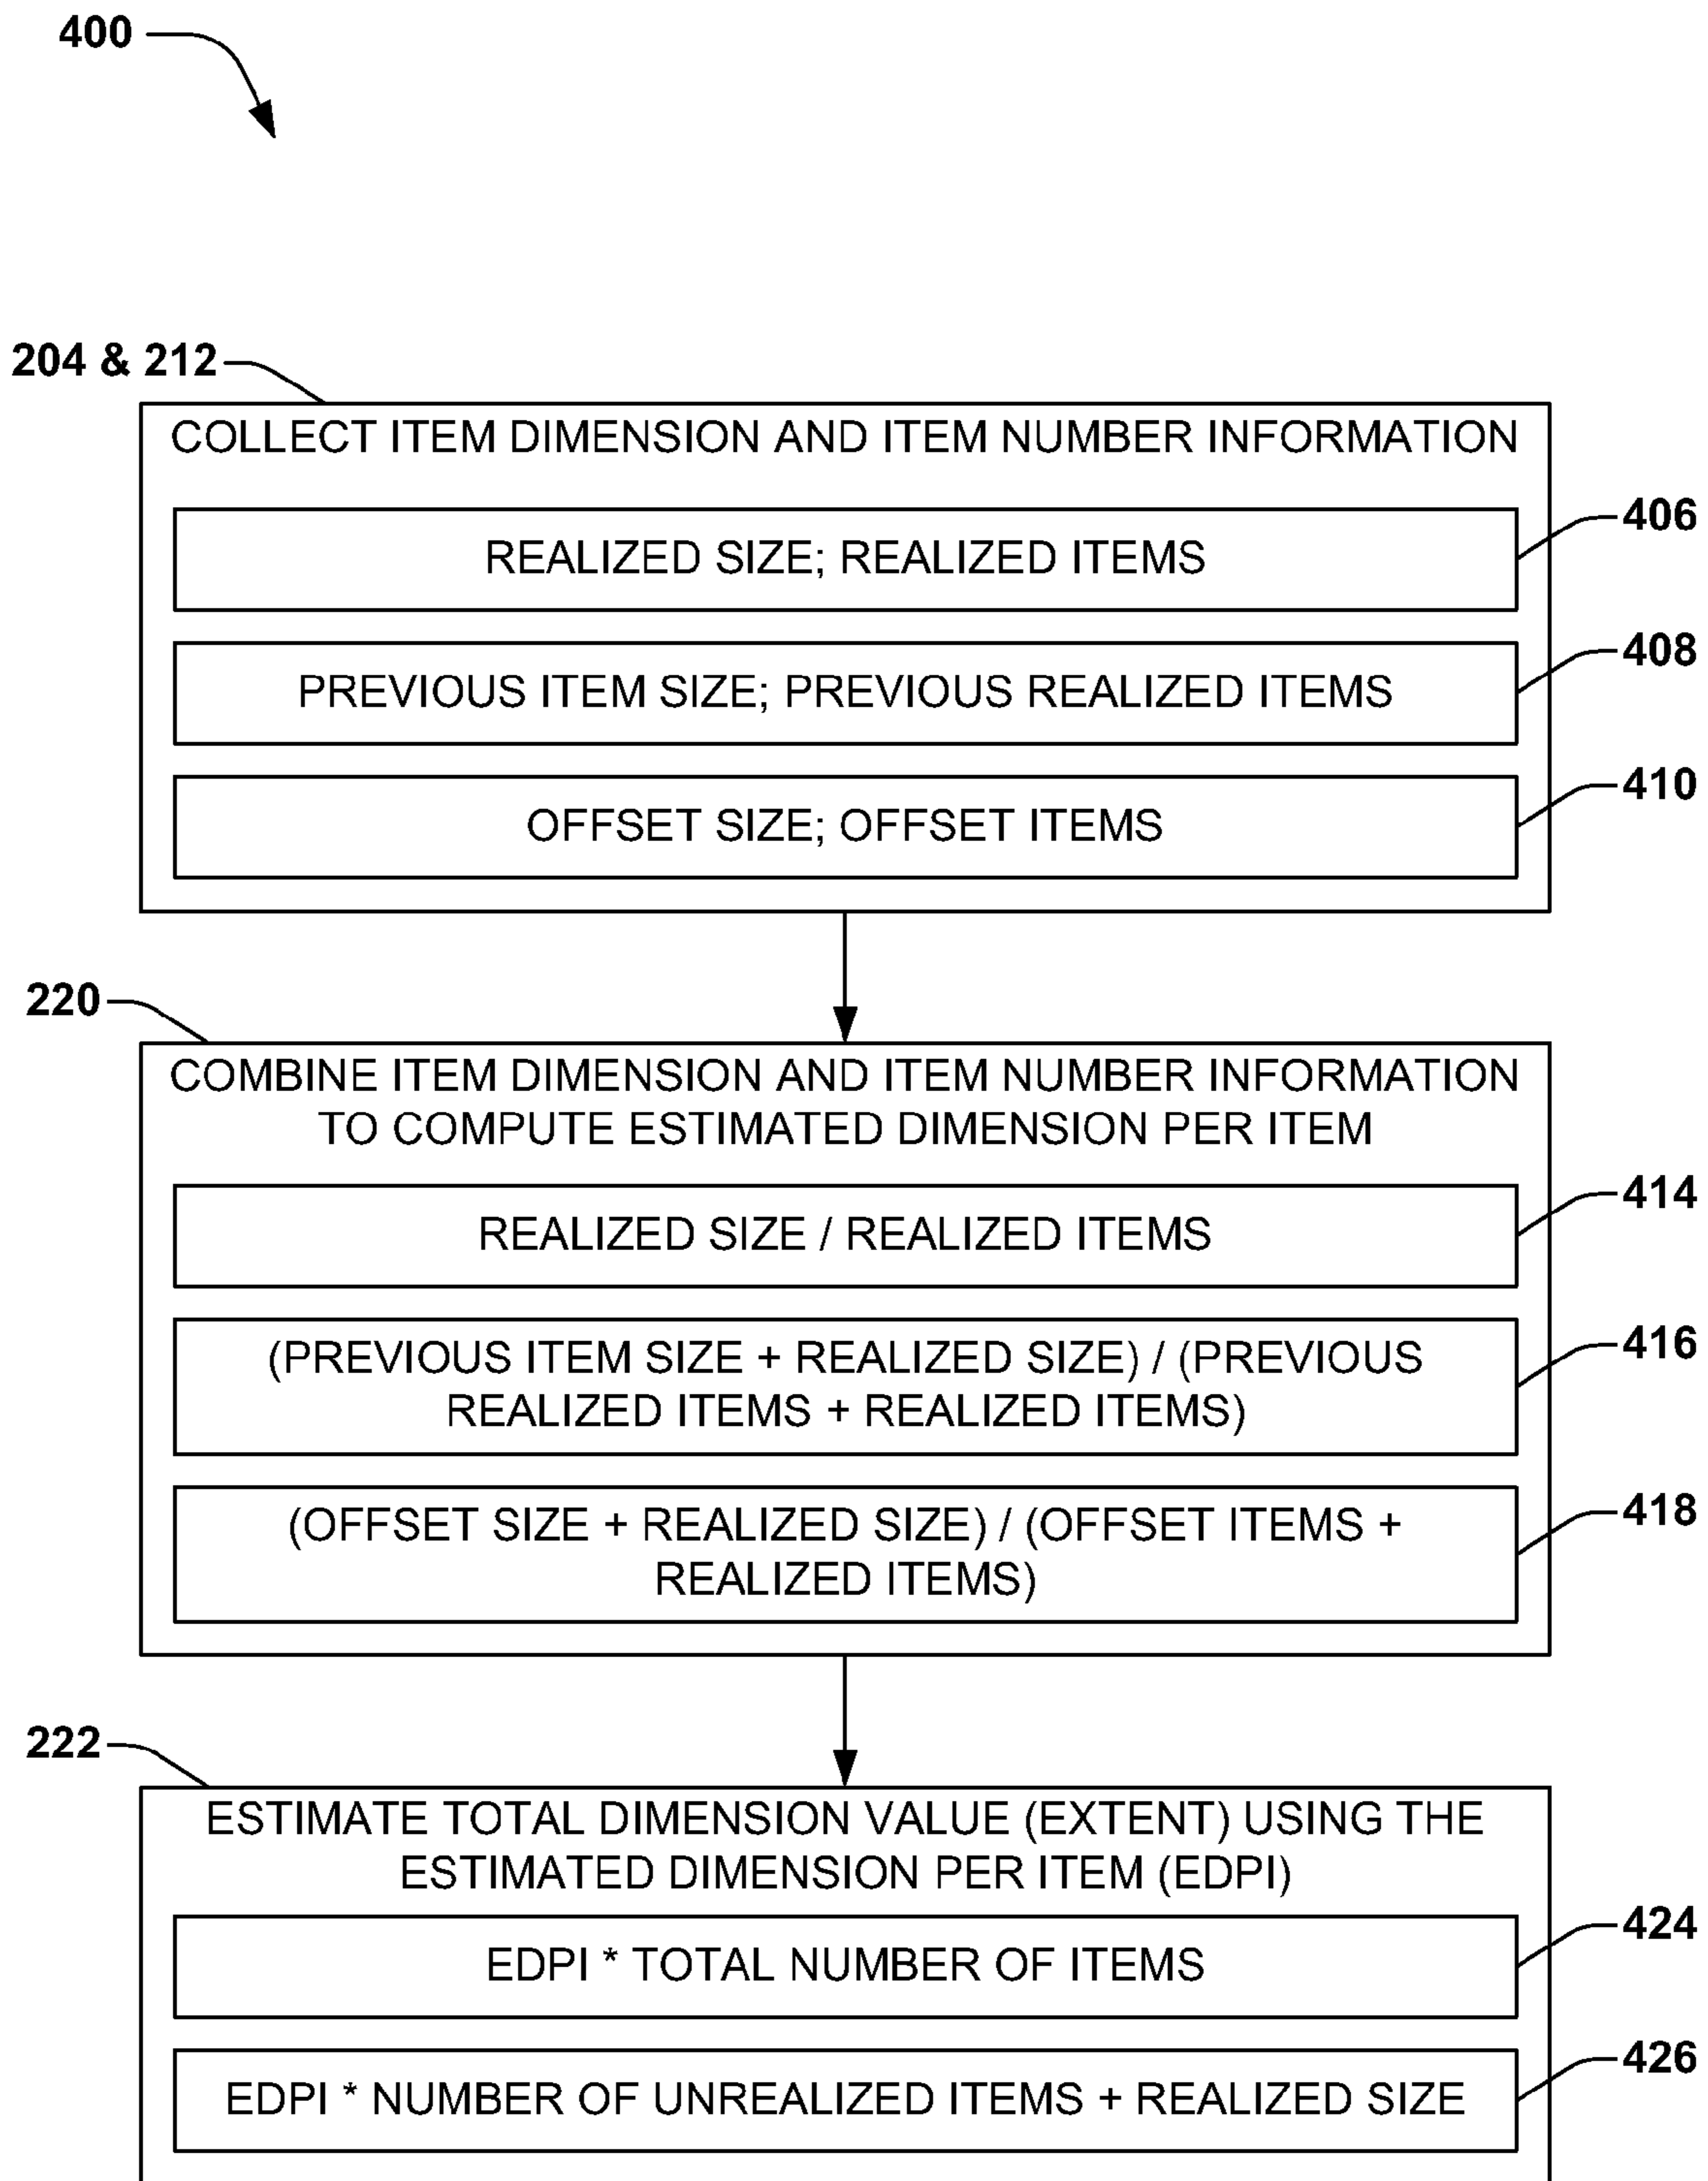 400
204 & 212
COLLECT ITEM DIMENSION AND ITEM NUMBER INFORMATION
REALIZED SIZE; REALIZED ITEMS
406
PREVIOUS ITEM SIZE; PREVIOUS REALIZED ITEMS
408
OFFSET SIZE; OFFSET ITEMS
410
220
COMBINE ITEM DIMENSION AND ITEM NUMBER INFORMATION
TO COMPUTE ESTIMATED DIMENSION PER ITEM
REALIZED SIZE / REALIZED ITEMS
414
(PREVIOUS ITEM SIZE + REALIZED SIZE) / (PREVIOUS
REALIZED ITEMS + REALIZED ITEMS)
416
(OFFSET SIZE + REALIZED SIZE) / (OFFSET ITEMS +
REALIZED ITEMS)
418
222
ESTIMATE TOTAL DIMENSION VALUE (EXTENT) USING THE
ESTIMATED DIMENSION PER ITEM (EDPI)
EDPI * TOTAL NUMBER OF ITEMS
424
EDPI * NUMBER OF UNREALIZED ITEMS + REALIZED SIZE
426